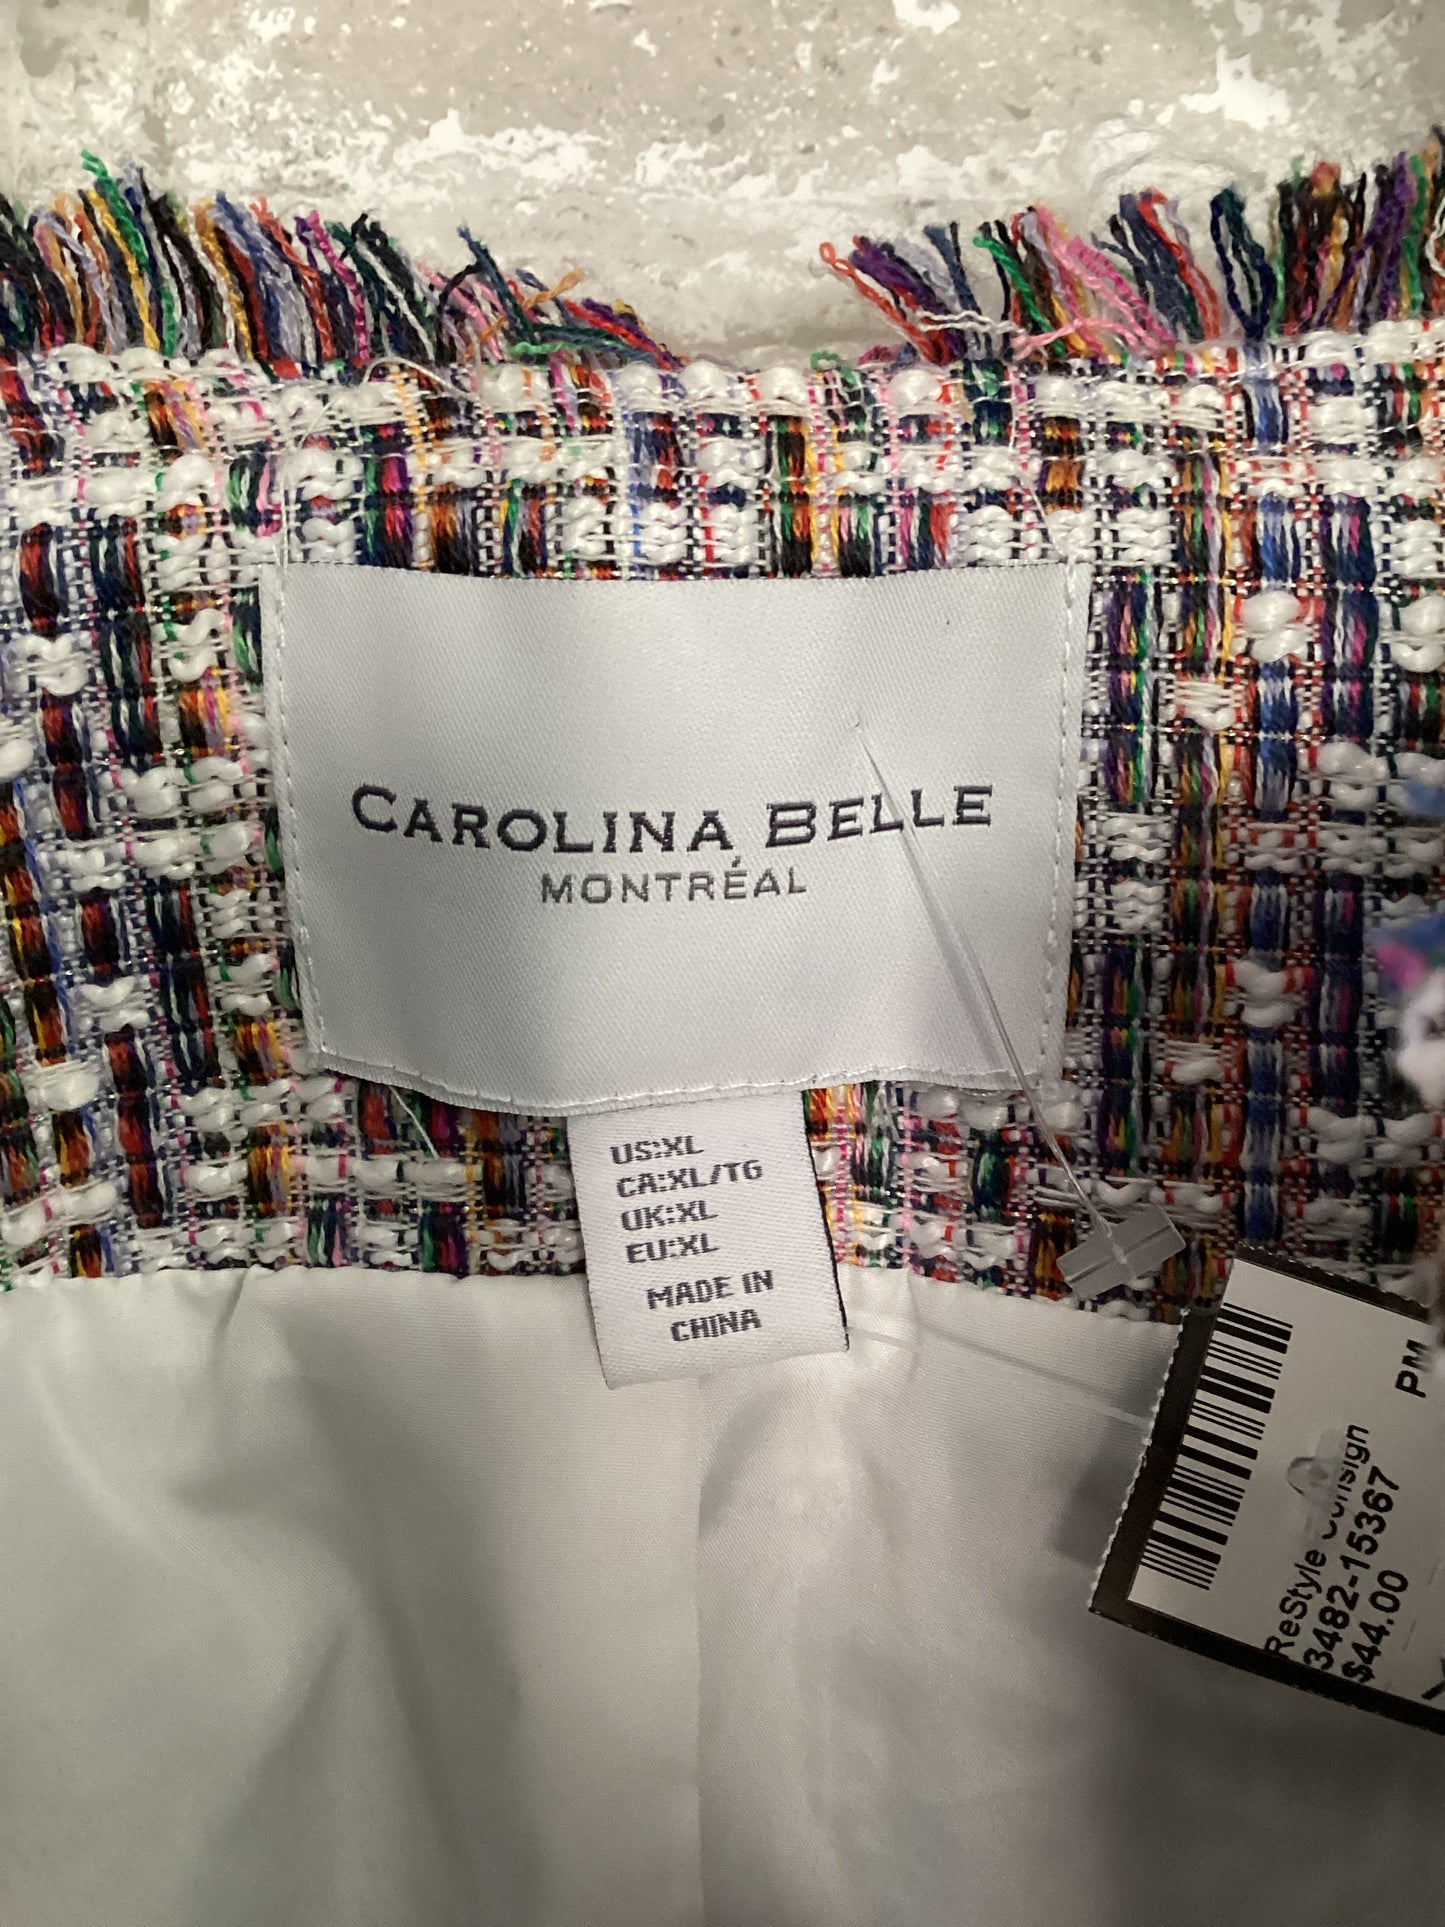 CAROLINA BELLE
MONTRÉAL
US:XL
CA:XL/TG
UK:XL
EU:XL
MADE IN
CHINA
PM
ReStyle Consign
3482-15367
$44.00